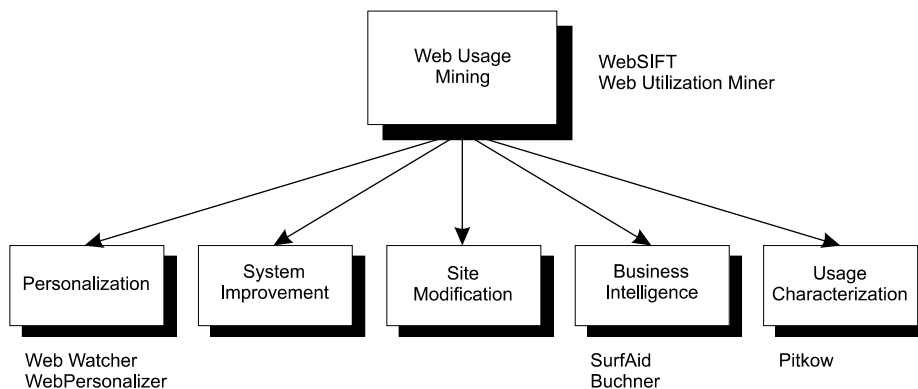 Web Usage
Mining
WebSIFT
Web Utilization Miner
Personalization
System
Improvement
Site
Modification
Business
Intelligence
Usage
Characterization
Web Watcher
WebPersonalizer
SurfAid
Buchner
Pitkow